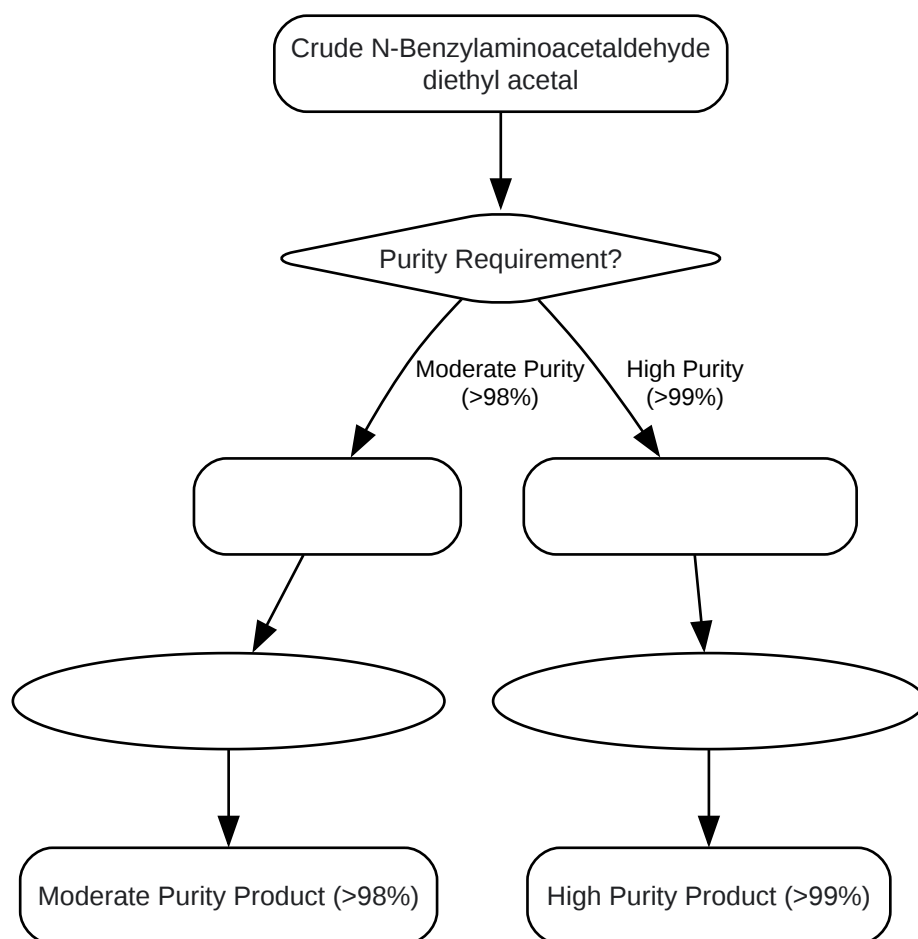 Crude N-Benzylaminoacetaldehyde
diethyl acetal
Purity Requirement?
Moderate Purity
(>98%)
High Purity
(>99%)
Moderate Purity Product (>98%)
High Purity Product (>99%)